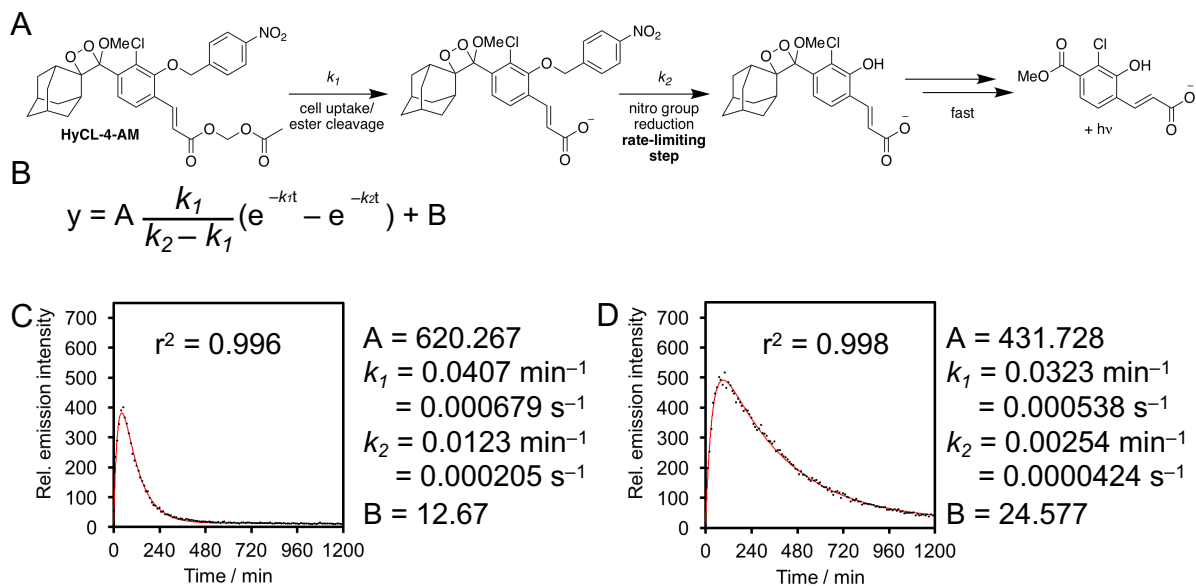 A
O–O OMe Cl O NO₂
HyCL-4-AM
O O O
O O
k₁
cell uptake/
ester cleavage
O–O OMe Cl O NO₂
O⁻
O
k₂
nitro group
reduction
rate-limiting
step
O–O OMe Cl OH
O⁻
O
fast
O Cl OH
MeO
O⁻
O
+ hν
B
y = A k₁/(k₂ – k₁) (e^–k₁t – e^–k₂t) + B
C
Rel. emission intensity
700
600
500
400
300
200
100
0
0 240 480 720 960 1200
Time / min
r² = 0.996
A = 620.267
k₁ = 0.0407 min⁻¹
= 0.000679 s⁻¹
k₂ = 0.0123 min⁻¹
= 0.000205 s⁻¹
B = 12.67
D
Rel. emission intensity
700
600
500
400
300
200
100
0
0 240 480 720 960 1200
Time / min
r² = 0.998
A = 431.728
k₁ = 0.0323 min⁻¹
= 0.000538 s⁻¹
k₂ = 0.00254 min⁻¹
= 0.0000424 s⁻¹
B = 24.577